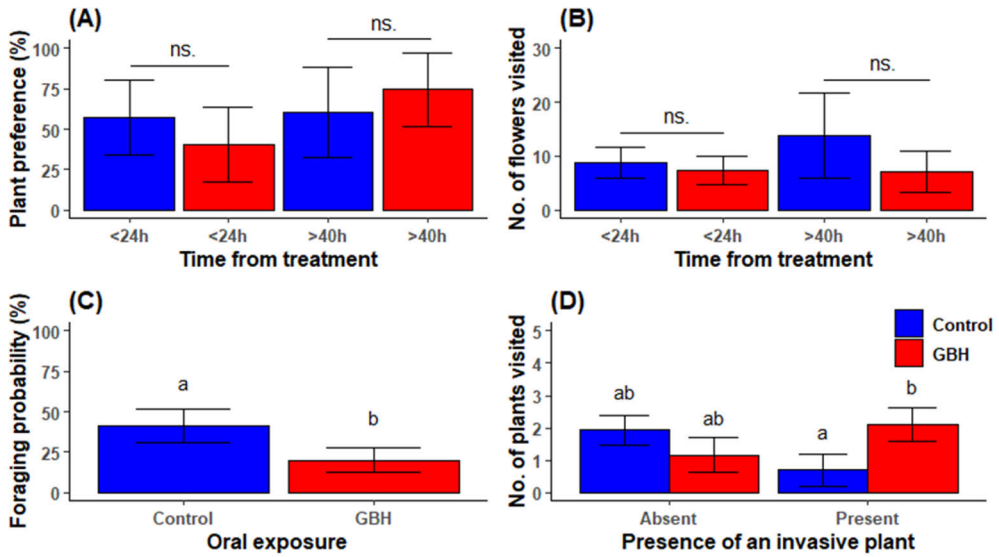 (A)
Plant preference (%)
100
75
50
25
0
ns.
ns.
<24h
<24h
>40h
>40h
Time from treatment
(B)
No. of flowers visited
30
20
10
0
ns.
ns.
<24h
<24h
>40h
>40h
Time from treatment
(C)
Foraging probability (%)
100
75
50
25
0
a
b
Control
GBH
Oral exposure
(D)
No. of plants visited
5
4
3
2
1
0
Control
GBH
ab
ab
a
b
Absent
Present
Presence of an invasive plant